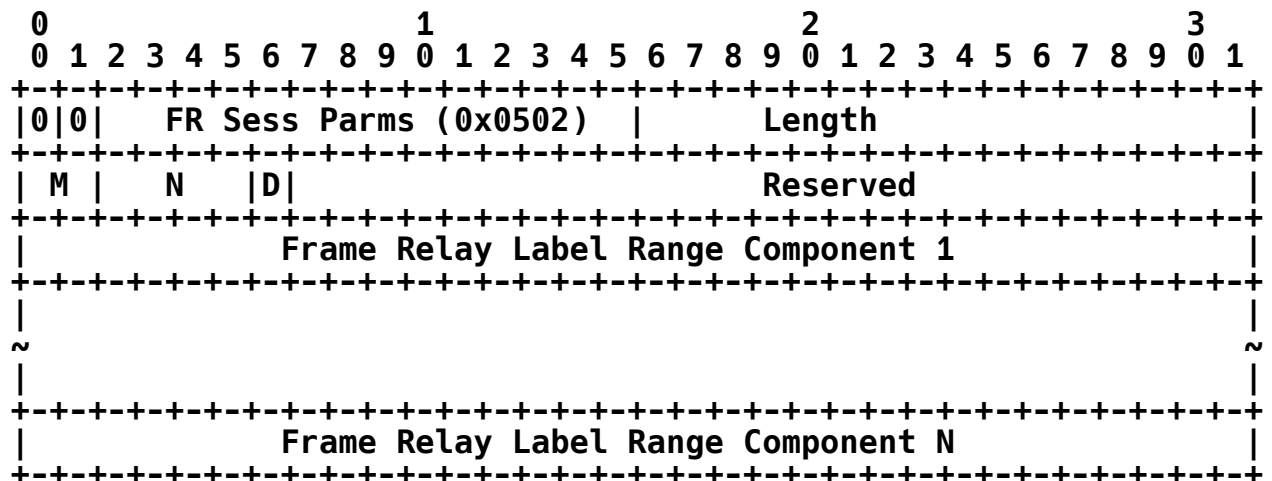 0                   1                   2                   3
 0 1 2 3 4 5 6 7 8 9 0 1 2 3 4 5 6 7 8 9 0 1 2 3 4 5 6 7 8 9 0 1
+-+-+-+-+-+-+-+-+-+-+-+-+-+-+-+-+-+-+-+-+-+-+-+-+-+-+-+-+-+-+-+-+
|0|0|   FR Sess Parms (0x0502)  |      Length                   |
+-+-+-+-+-+-+-+-+-+-+-+-+-+-+-+-+-+-+-+-+-+-+-+-+-+-+-+-+-+-+-+-+
| M |   N   |D|                        Reserved                 |
+-+-+-+-+-+-+-+-+-+-+-+-+-+-+-+-+-+-+-+-+-+-+-+-+-+-+-+-+-+-+-+-+
|             Frame Relay Label Range Component 1               |
+-+-+-+-+-+-+-+-+-+-+-+-+-+-+-+-+-+-+-+-+-+-+-+-+-+-+-+-+-+-+-+-+
|                                                               |
~                                                               ~
|                                                               |
+-+-+-+-+-+-+-+-+-+-+-+-+-+-+-+-+-+-+-+-+-+-+-+-+-+-+-+-+-+-+-+-+
|             Frame Relay Label Range Component N               |
+-+-+-+-+-+-+-+-+-+-+-+-+-+-+-+-+-+-+-+-+-+-+-+-+-+-+-+-+-+-+-+-+